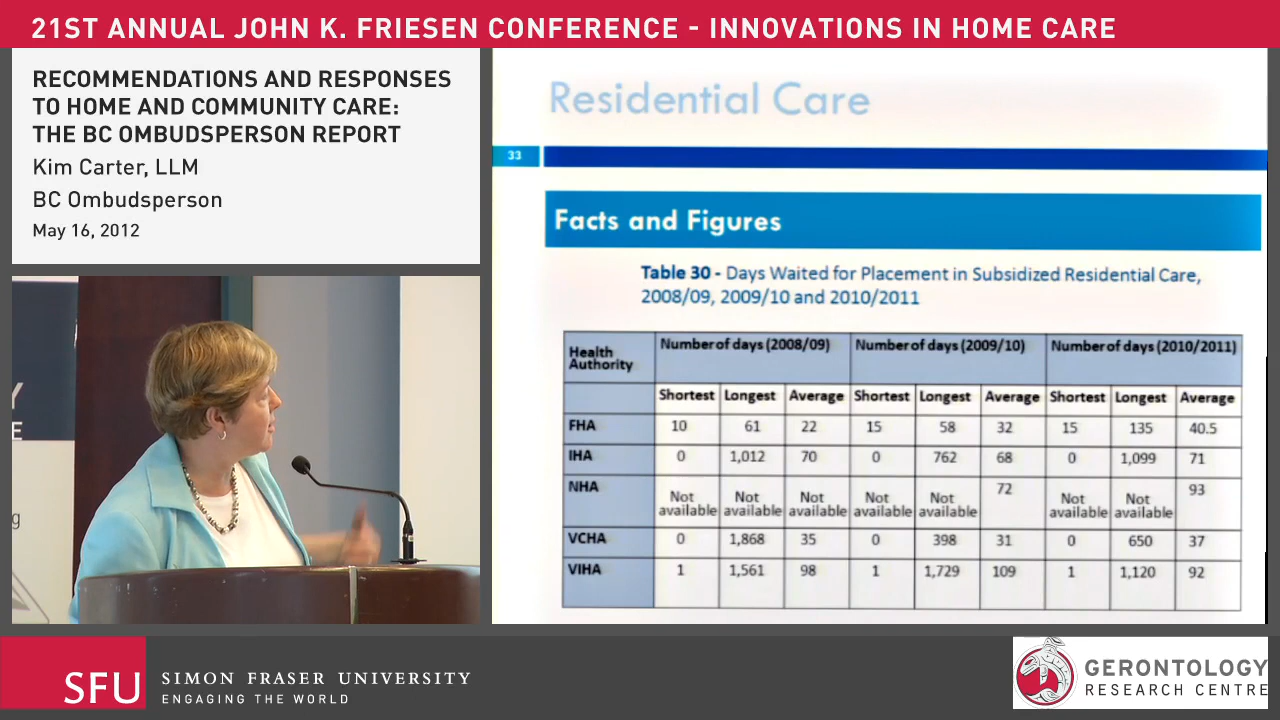 21ST ANNUAL JOHN K. FRIESEN CONFERENCE - INNOVATIONS IN HOME CARE
RECOMMENDATIONS AND RESPONSES
TO HOME AND COMMUNITY CARE:
THE BC OMBUDSPERSON REPORT
Kim Carter, LLM
BC Ombudsperson
May 16, 2012
Residential Care
33
Facts and Figures
Table 30 - Days Waited for Placement in Subsidized Residential Care,
2008/09, 2009/10 and 2010/2011
Health Authority Number of days (2008/09) Number of days (2009/10) Number of days (2010/2011)
Shortest Longest Average Shortest Longest Average Shortest Longest Average
FHA 10 61 22 15 58 32 15 135 40.5
IHA 0 1,012 70 0 762 68 0 1,099 71
NHA Not available Not available Not available Not available Not available 72 Not available Not available 93
VCHA 0 1,868 35 0 398 31 0 650 37
VIHA 1 1,561 98 1 1,729 109 1 1,120 92
SFU SIMON FRASER UNIVERSITY
ENGAGING THE WORLD
GERONTOLOGY
RESEARCH CENTRE